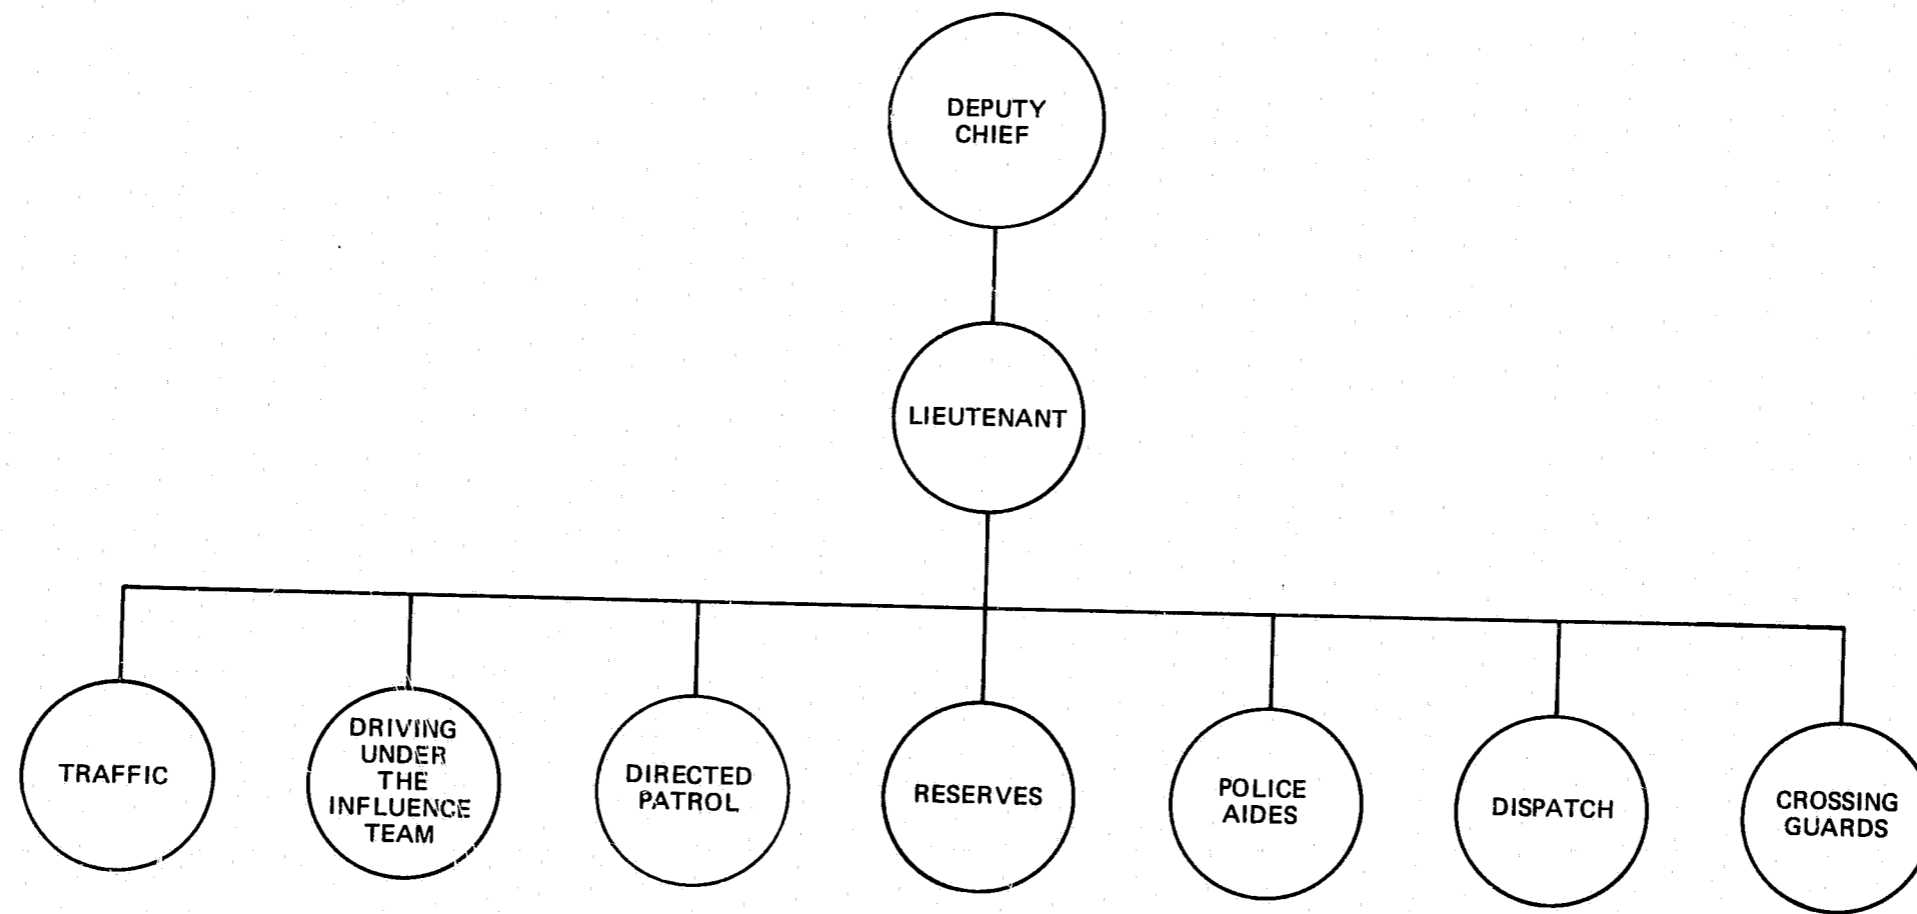 DEPUTY
CHIEF
LIEUTENANT
TRAFFIC
DRIVING
UNDER
THE
INFLUENCE
TEAM
DIRECTED
PATROL
RESERVES
POLICE
AIDES
DISPATCH
CROSSING
GUARDS